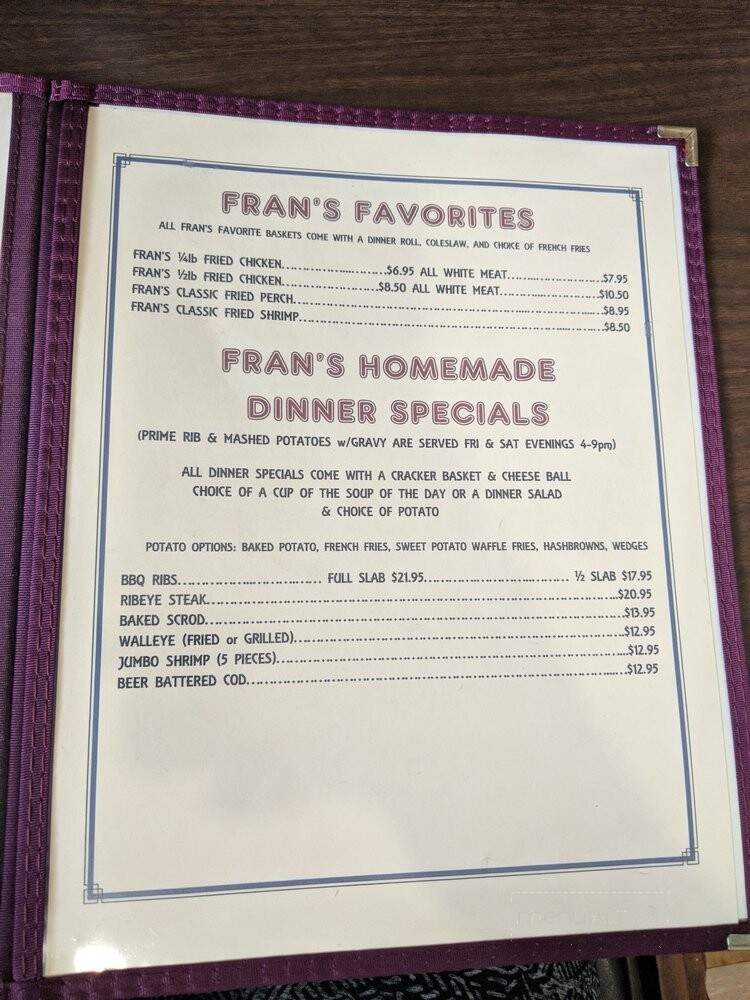 FRAN'S FAVORITES
ALL FRAN'S FAVORITE BASKETS COME WITH A DINNER ROLL, COLESLAW, AND CHOICE OF FRENCH FRIES
FRAN'S ¼lb FRIED CHICKEN........................$6.95 ALL WHITE MEAT........................$7.95
FRAN'S ½lb FRIED CHICKEN........................$8.50 ALL WHITE MEAT........................$10.50
FRAN'S CLASSIC FRIED PERCH........................$8.95
FRAN'S CLASSIC FRIED SHRIMP........................$8.50
FRAN'S HOMEMADE
DINNER SPECIALS
(PRIME RIB & MASHED POTATOES w/GRAVY ARE SERVED FRI & SAT EVENINGS 4-9pm)
ALL DINNER SPECIALS COME WITH A CRACKER BASKET & CHEESE BALL
CHOICE OF A CUP OF THE SOUP OF THE DAY OR A DINNER SALAD
& CHOICE OF POTATO
POTATO OPTIONS: BAKED POTATO, FRENCH FRIES, SWEET POTATO WAFFLE FRIES, HASHBROWNS, WEDGES
BBQ RIBS........................ FULL SLAB $21.95........................ ½ SLAB $17.95
RIBEYE STEAK........................$20.95
BAKED SCROD........................$13.95
WALLEYE (FRIED or GRILLED)........................$12.95
JUMBO SHRIMP (5 PIECES)........................$12.95
BEER BATTERED COD........................$12.95